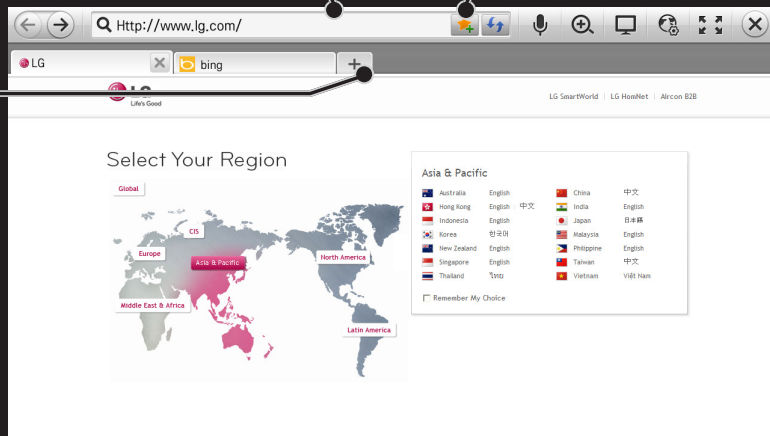 Http://www.lg.com/
LG
bing
LG
Life's Good
LG SmartWorld | LG HomNet | Aircon B2B
Select Your Region
Global
CIS
Europe
Asia & Pacific
North America
Middle East & Africa
Latin America
Asia & Pacific
Australia English
Hong Kong English 中文
Indonesia English
Korea 한국어
New Zealand English
Singapore English
Thailand ไทย
China 中文
India English
Japan 日本語
Malaysia English
Philippine English
Taiwan 中文
Vietnam Việt Nam
Remember My Choice